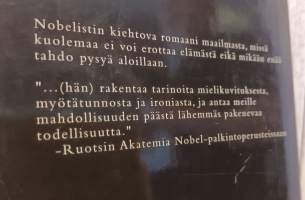 Nobelistin kiehtova romaani maailmasta, missä
kuolemaa ei voi erottaa elämästä eikä mikään enää
tahdo pysyä aloillaan.
"...(hän) rakentaa tarinoita mielikuvituksesta,
myötätunnosta ja ironiasta, ja antaa meille
mahdollisuuden päästä lähemmäs pakenevaa
todellisuutta."
-Ruotsin Akatemia Nobel-palkintoperusteissaan